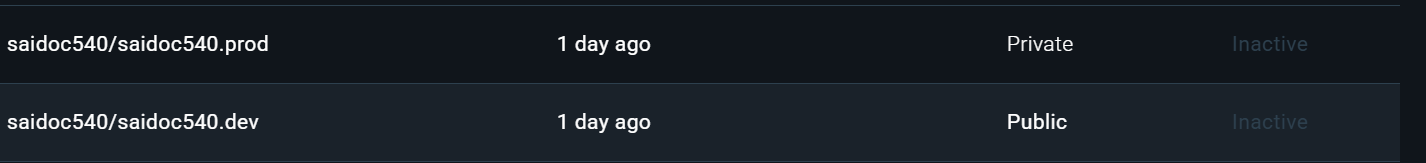 saidoc540/saidoc540.prod 1 day ago Private Inactive
saidoc540/saidoc540.dev 1 day ago Public Inactive